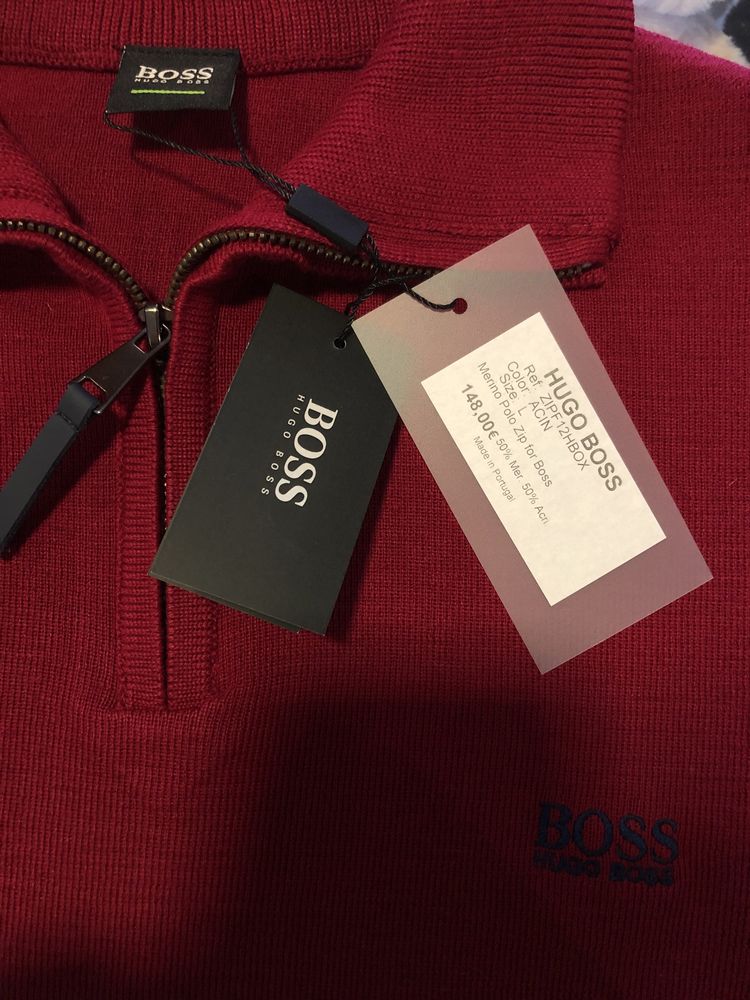 BOSS
HUGO BOSS
BOSS
HUGO BOSS
HUGO BOSS
Ref: ZIPF12HBOX
Color: ACIN
Size: L
Merino Polo Zip for Boss
148,00€ 50% Mer. 50% Acri
Made in Portugal
BOSS
HUGO BOSS